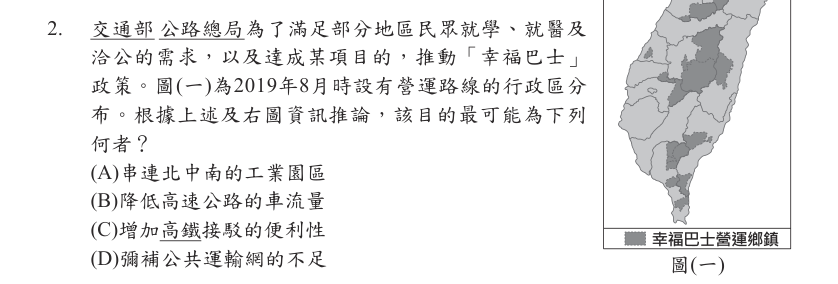 2. 交通部公路總局為了滿足部分地區民眾就學、就醫及
洽公的需求,以及達成某項目的,推動「幸福巴士」
政策。圖(一)為2019年8月時設有營運路線的行政區分
布。根據上述及右圖資訊推論,該目的最可能為下列
何者?
(A)串連北中南的工業園區
(B)降低高速公路的車流量
(C)增加高鐵接駁的便利性
(D)彌補公共運輸網的不足
幸福巴士營運鄉鎮
圖(一)